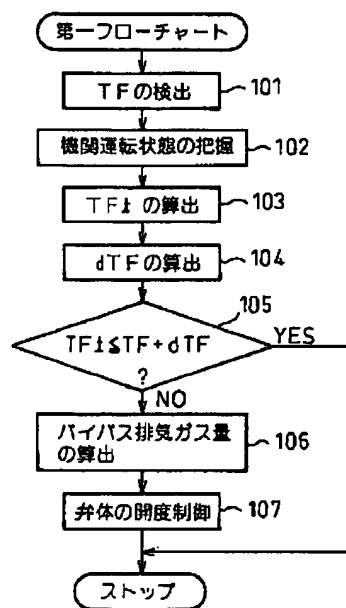 第一フローチャート
TFの検出
101
機関運転状態の把握
102
TFtの算出
103
dTFの算出
104
105
TFt≦TF+dTF
?
YES
NO
バイパス排気ガス量
の算出
106
弁体の開度制御
107
ストップ